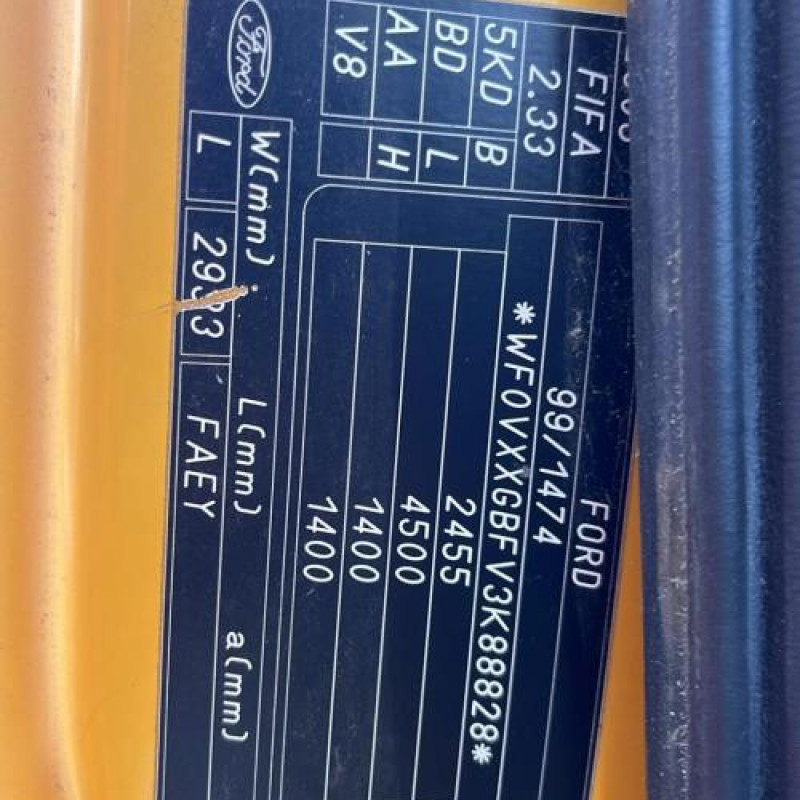 FORD
FIFA
99/1474
2.33
*WF0VXXGBFV3K88828*
5KD B
2455
BD L
4500
AA H
1400
V8
1400
Ford
W(mm) L(mm) a(mm)
L FAEY